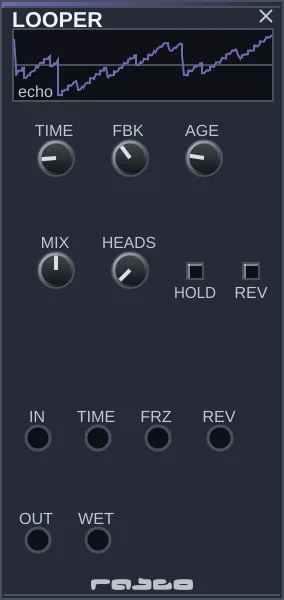 LOOPER
echo
TIME FBK AGE
MIX HEADS
HOLD REV
IN TIME FRZ REV
OUT WET